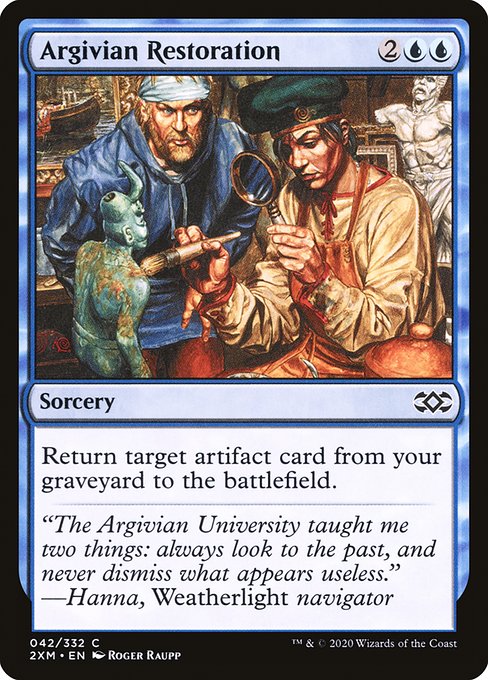 Argivian Restoration 2
Sorcery
Return target artifact card from your
graveyard to the battlefield.
“The Argivian University taught me
two things: always look to the past, and
never dismiss what appears useless.”
—Hanna, Weatherlight navigator
042/332 C
2XM • EN Roger Raupp
™ & © 2020 Wizards of the Coast